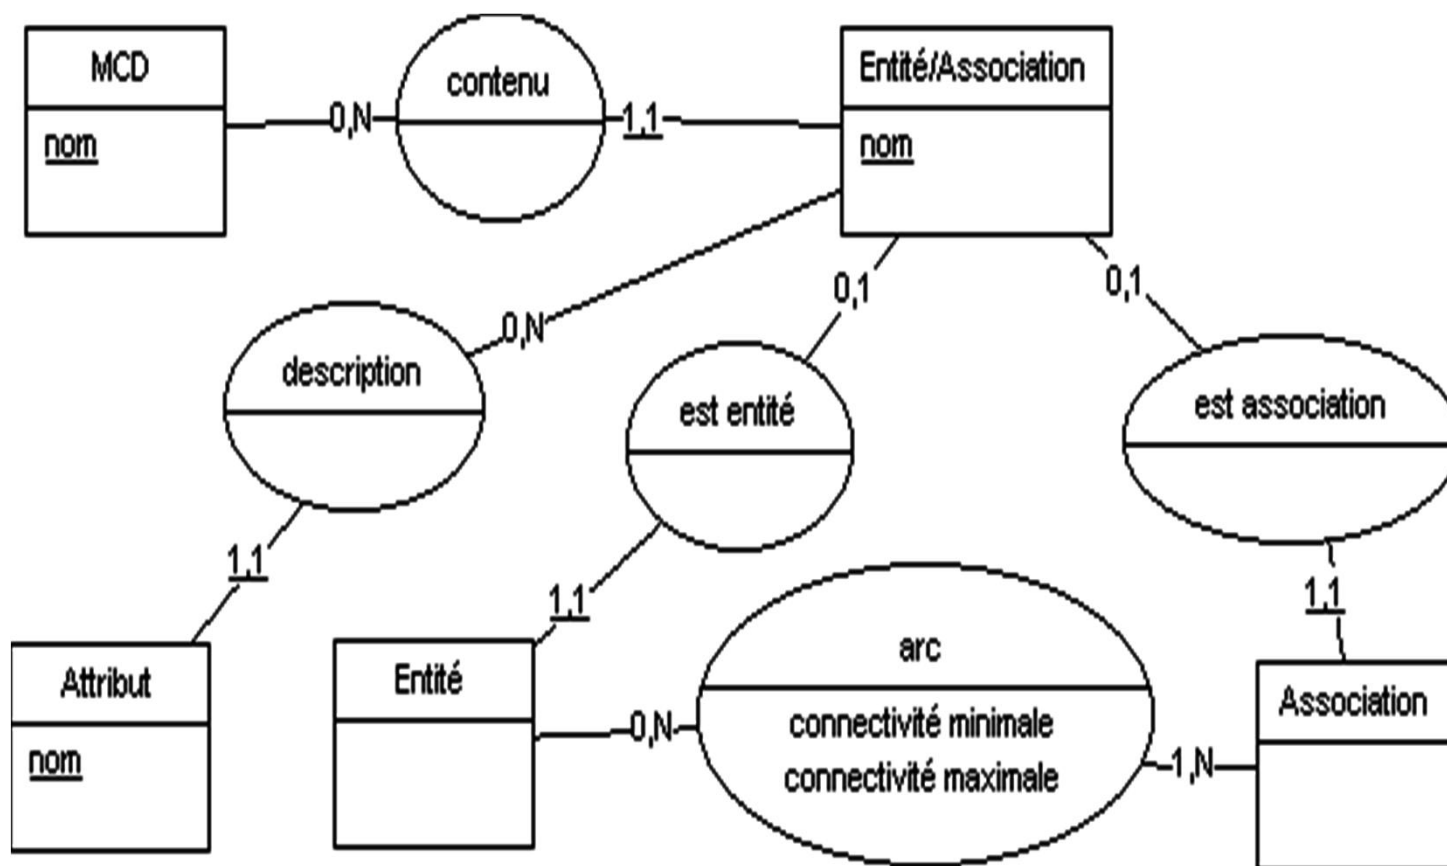 MCD
nom
0,N
contenu
1,1
Entité/Association
nom
0,N
description
1,1
0,1
est entité
1,1
0,1
est association
1,1
Attribut
nom
Entité
0,N
arc
connectivité minimale
connectivité maximale
1,N
Association